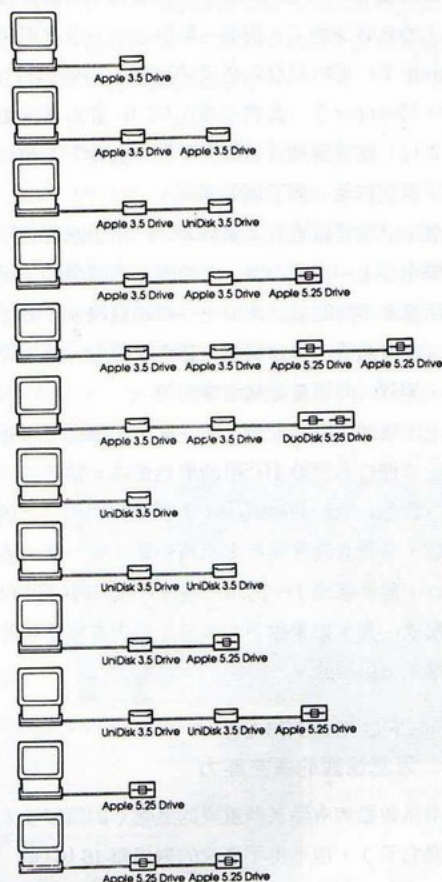 Apple 3.5 Drive
Apple 3.5 Drive Apple 3.5 Drive
Apple 3.5 Drive UniDisk 3.5 Drive
Apple 3.5 Drive Apple 3.5 Drive Apple 5.25 Drive
Apple 3.5 Drive Apple 3.5 Drive Apple 5.25 Drive Apple 5.25 Drive
Apple 3.5 Drive Apple 3.5 Drive DuoDisk 5.25 Drive
UniDisk 3.5 Drive
UniDisk 3.5 Drive UniDisk 3.5 Drive
UniDisk 3.5 Drive Apple 5.25 Drive
UniDisk 3.5 Drive UniDisk 3.5 Drive Apple 5.25 Drive
Apple 5.25 Drive
Apple 5.25 Drive Apple 5.25 Drive